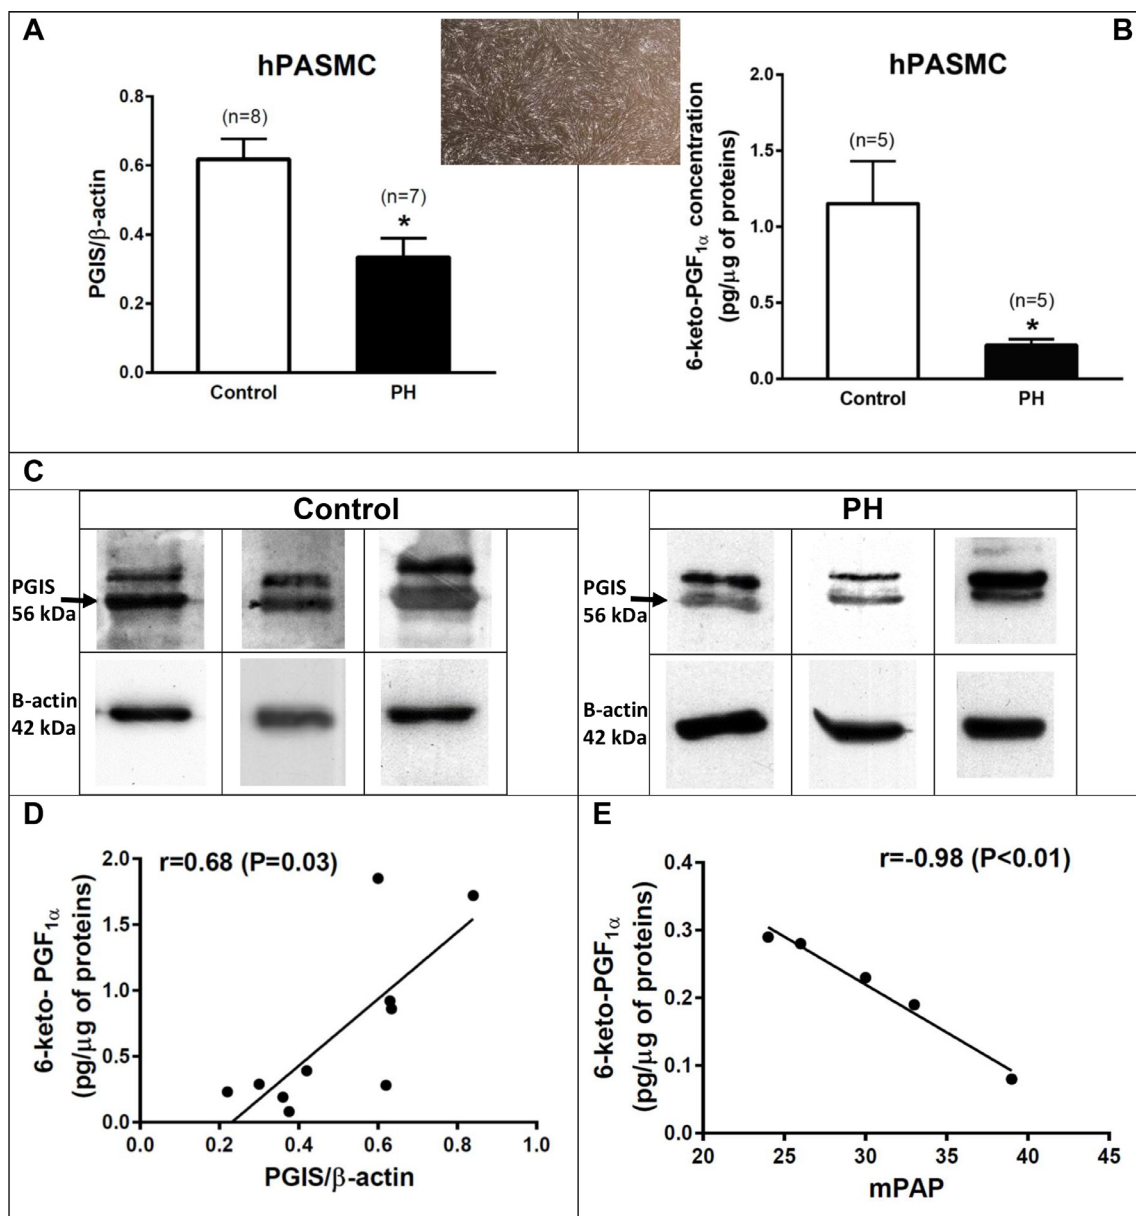 A
hPASMC
PGIS/β-actin
0.8
0.6
0.4
0.2
0.0
(n=8)
(n=7)
*
Control
PH
B
hPASMC
6-keto-PGF1α concentration
(pg/μg of proteins)
2.0
1.5
1.0
0.5
0.0
(n=5)
(n=5)
*
Control
PH
C
Control
PGIS
56 kDa
B-actin
42 kDa
PH
PGIS
56 kDa
B-actin
42 kDa
D
r=0.68 (P=0.03)
6-keto- PGF1α
(pg/μg of proteins)
2.0
1.5
1.0
0.5
0.0
0.0 0.2 0.4 0.6 0.8 1.0
PGIS/β-actin
E
r=-0.98 (P<0.01)
6-keto-PGF1α
(pg/μg of proteins)
0.4
0.3
0.2
0.1
0.0
20 25 30 35 40 45
mPAP